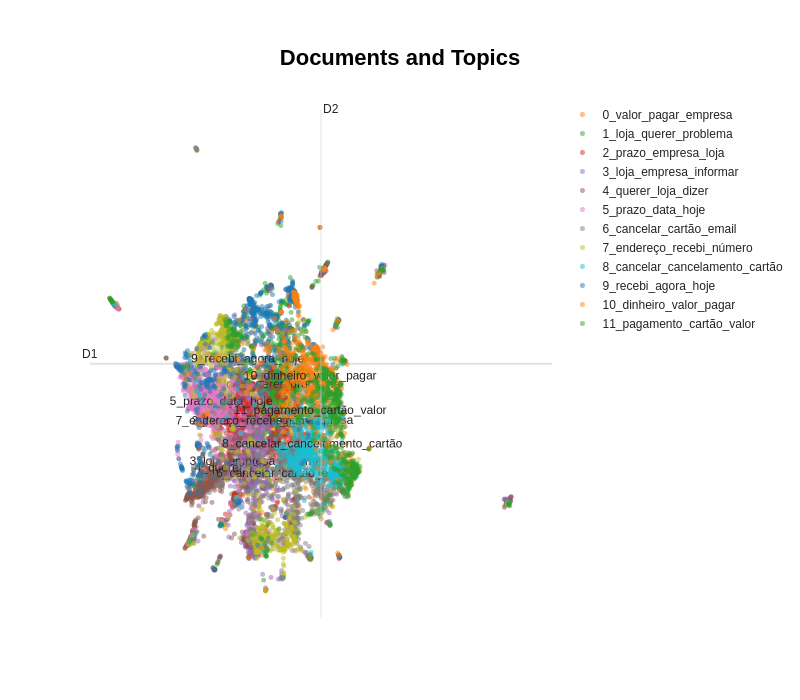 Documents and Topics
D2
D1
0_valor_pagar_empresa
1_loja_querer_problema
2_prazo_empresa_loja
3_loja_empresa_informar
4_querer_loja_dizer
5_prazo_data_hoje
6_cancelar_cartão_email
7_endereço_recebi_número
8_cancelar_cancelamento_cartão
9_recebi_agora_hoje
10_dinheiro_valor_pagar
11_pagamento_cartão_valor
9_recebi_agora_hoje
10_dinheiro_valor_pagar
5_prazo_data_hoje
11_pagamento_cartão_valor
8_cancelar_cancelamento_cartão